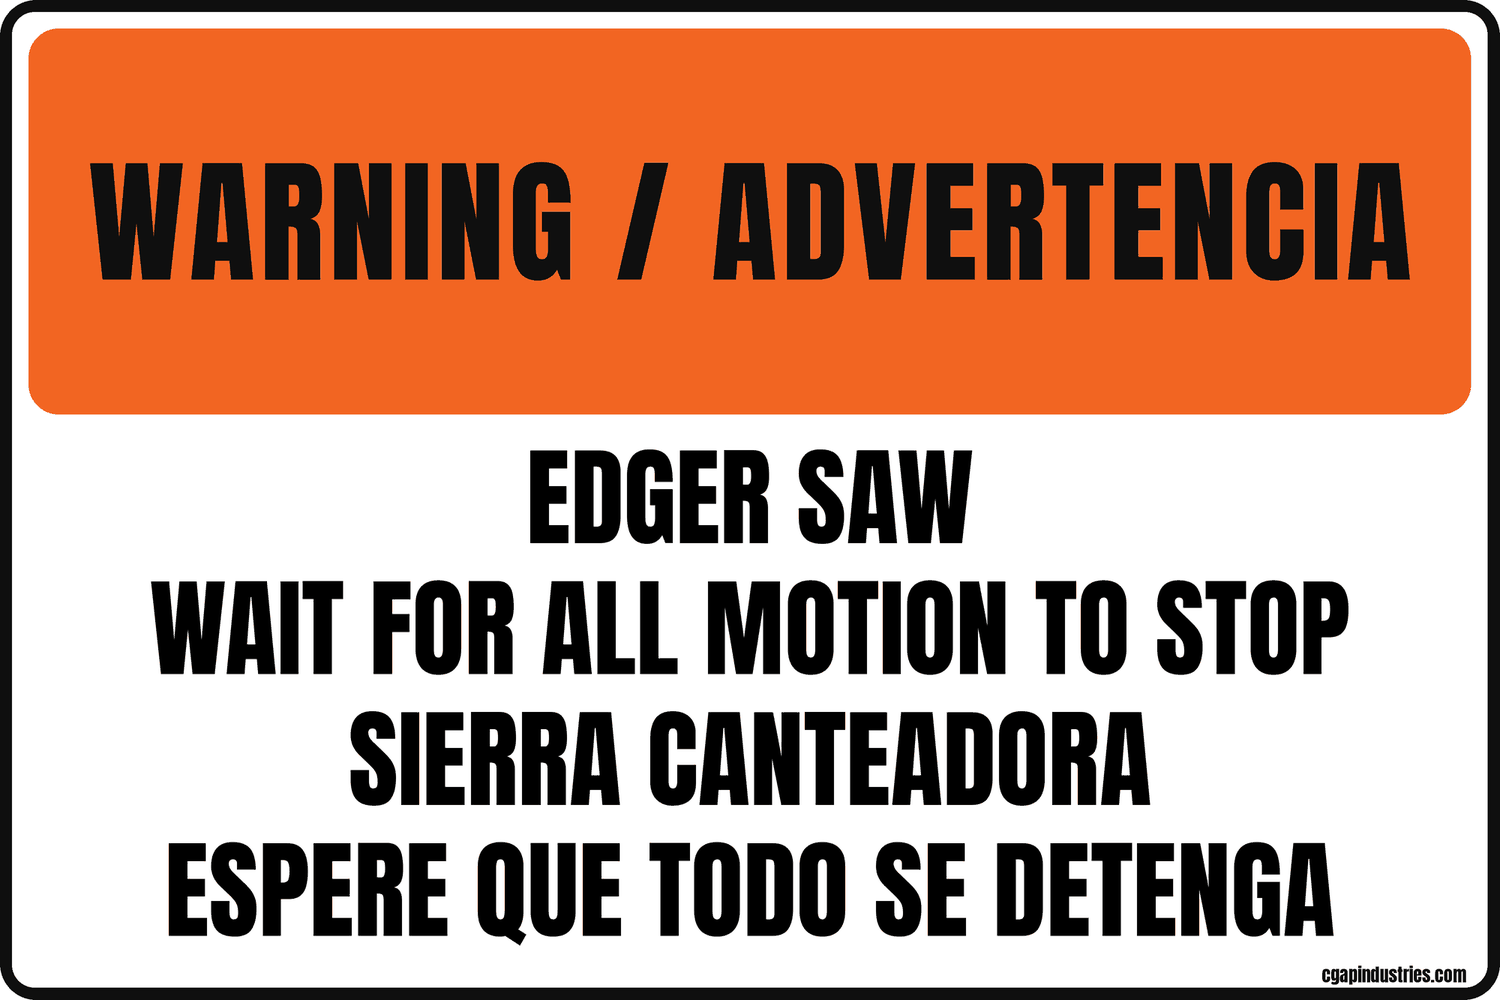 WARNING / ADVERTENCIA
EDGER SAW
WAIT FOR ALL MOTION TO STOP
SIERRA CANTEADORA
ESPERE QUE TODO SE DETENGA
cgapindustries.com